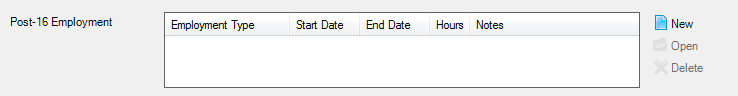 Post-16 Employment
Employment Type Start Date End Date Hours Notes
New
Open
Delete